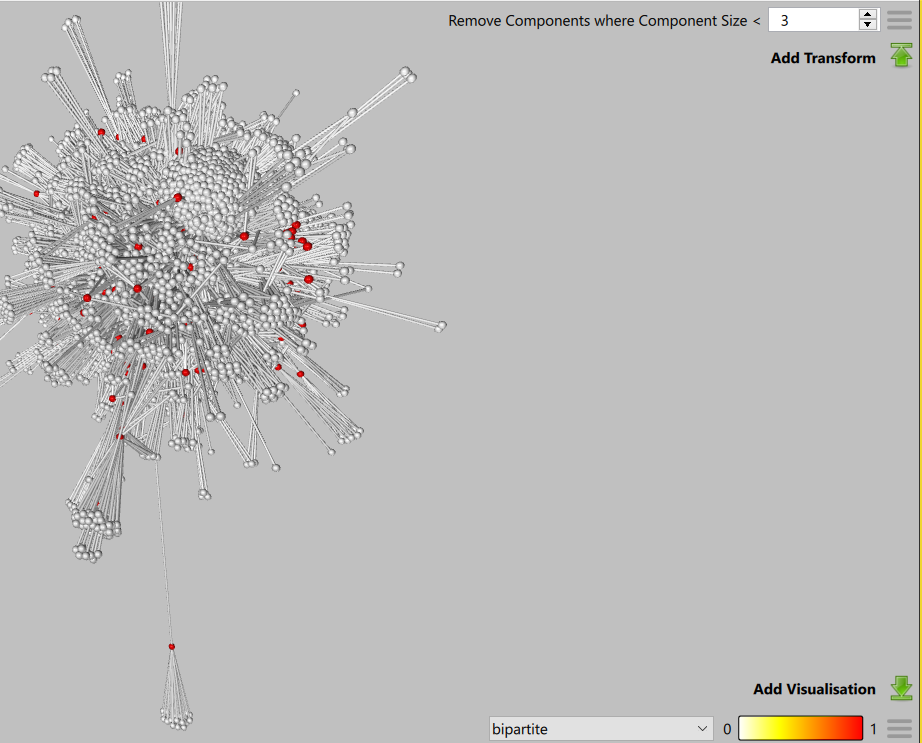 Remove Components where Component Size < 3
Add Transform
Add Visualisation
bipartite 0 1